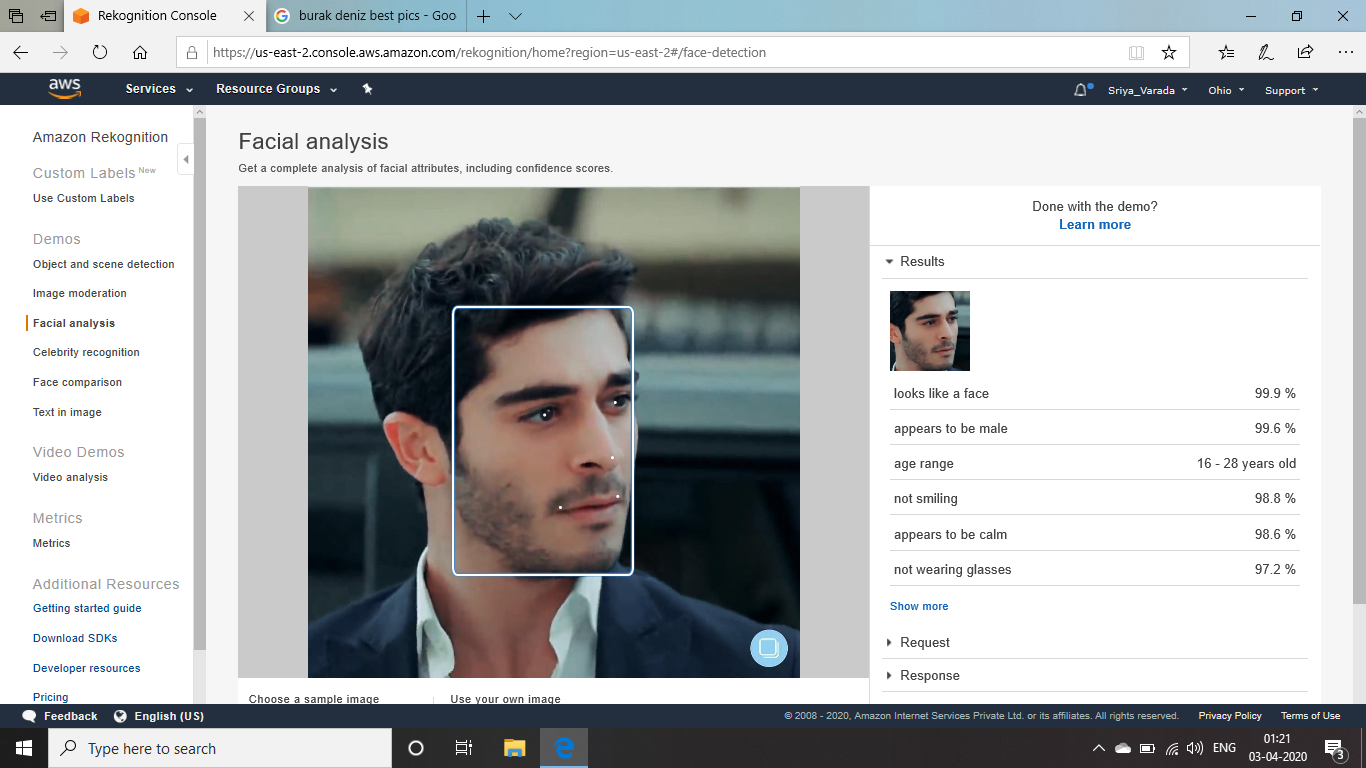 Rekognition Console
burak deniz best pics - Goo
https://us-east-2.console.aws.amazon.com/rekognition/home?region=us-east-2#/face-detection
aws
Services
Resource Groups
Sriya_Varada
Ohio
Support
Amazon Rekognition
Custom Labels New
Use Custom Labels
Demos
Object and scene detection
Image moderation
Facial analysis
Celebrity recognition
Face comparison
Text in image
Video Demos
Video analysis
Metrics
Metrics
Additional Resources
Getting started guide
Download SDKs
Developer resources
Pricing
Facial analysis
Get a complete analysis of facial attributes, including confidence scores.
Choose a sample image
Use your own image
Done with the demo?
Learn more
Results
looks like a face 99.9 %
appears to be male 99.6 %
age range 16 - 28 years old
not smiling 98.8 %
appears to be calm 98.6 %
not wearing glasses 97.2 %
Show more
Request
Response
Feedback
English (US)
© 2008 - 2020, Amazon Internet Services Private Ltd. or its affiliates. All rights reserved.
Privacy Policy
Terms of Use
Type here to search
ENG
01:21
03-04-2020
3